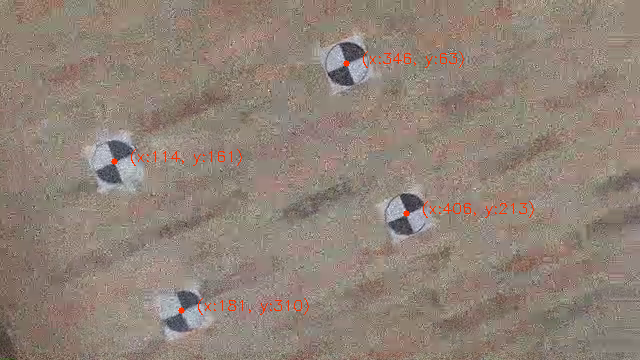 (x:346, y:63)
(x:114, y:161)
(x:406, y:213)
(x:181, y:310)